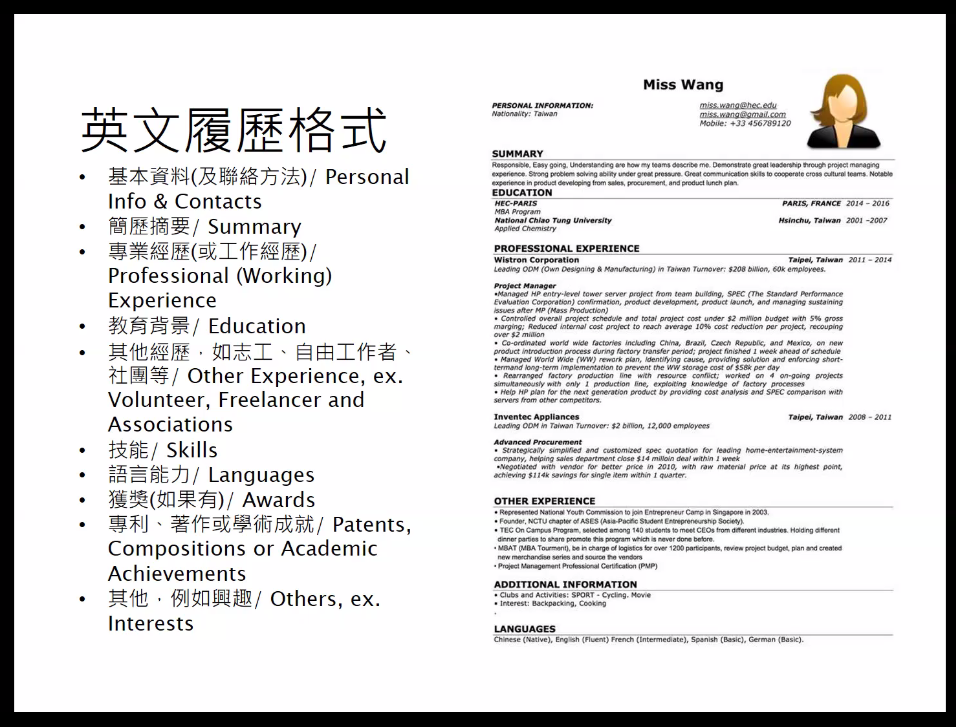 英文履歷格式
• 基本資料(及聯絡方法)/ Personal
Info & Contacts
• 簡歷摘要/ Summary
• 專業經歷(或工作經歷)/
Professional (Working)
Experience
• 教育背景/ Education
• 其他經歷，如志工、自由工作者、
社團等/ Other Experience, ex.
Volunteer, Freelancer and
Associations
• 技能/ Skills
• 語言能力/ Languages
• 獲獎(如果有)/ Awards
• 專利、著作或學術成就/ Patents,
Compositions or Academic
Achievements
• 其他，例如興趣/ Others, ex.
Interests
Miss Wang
PERSONAL INFORMATION:
Nationality: Taiwan
miss.wang@hec.edu
miss.wang@gmail.com
Mobile: +33 456789120
SUMMARY
Responsible, Easy going, Understanding are how my teams describe me. Demonstrate great leadership through project managing
experience. Strong problem solving ability under great pressure. Great communication skills to cooperate cross cultural teams. Notable
experience in product developing from sales, procurement, and product lunch plan.
EDUCATION
HEC-PARIS PARIS, FRANCE 2014 – 2016
MBA Program
National Chiao Tung University Hsinchu, Taiwan 2001 –2007
Applied Chemistry
PROFESSIONAL EXPERIENCE
Wistron Corporation Taipei, Taiwan 2011 – 2014
Leading ODM (Own Designing & Manufacturing) in Taiwan Turnover: $208 billion, 60k employees.
Project Manager
•Managed HP entry-level tower server project from team building, SPEC (The Standard Performance
Evaluation Corporation) confirmation, product development, product launch, and managing sustaining
issues after MP (Mass Production)
• Controlled overall project schedule and total project cost under $2 million budget with 5% gross
marging; Reduced internal cost project to reach average 10% cost reduction per project, recouping
over $2 million
• Co-ordinated world wide factories including China, Brazil, Czech Republic, and Mexico, on new
product introduction process during factory transfer period; project finished 1 week ahead of schedule
• Managed World Wide (WW) rework plan, Identifying cause, providing solution and enforcing short-
termand long-term implementation to prevent the WW storage cost of $58k per day
• Rearranged factory production line with resource conflict; worked on 4 on-going projects
simultaneously with only 1 production line, exploiting knowledge of factory processes
• Help HP plan for the next generation product by providing cost analysis and SPEC comparison with
servers from other competitors.
Inventec Appliances Taipei, Taiwan 2008 – 2011
Leading ODM in Taiwan Turnover: $2 billion, 12,000 employees
Advanced Procurement
• Strategically simplified and customized spec quotation for leading home-entertainment-system
company, helping sales department close $14 milloin deal within 1 week
•Negotiated with vendor for better price in 2010, with raw material price at its highest point,
achieving $114k savings for single item within 1 quarter.
OTHER EXPERIENCE
• Represented National Youth Commission to join Entrepreneur Camp in Singapore in 2003.
• Founder, NCTU chapter of ASES (Asia-Pacific Student Entrepreneurship Society).
• TEC On Campus Program, selected among 140 students to meet CEOs from different industries. Holding different
dinner parties to share promote this program which is never done before.
• MBAT (MBA Tourment), be in charge of logistics for over 1200 participants, review project budget, plan and created
new merchandise series and source the vendors
• Project Management Professional Certification (PMP)
ADDITIONAL INFORMATION
• Clubs and Activities: SPORT - Cycling. Movie
• Interest: Backpacking, Cooking
.
LANGUAGES
Chinese (Native), English (Fluent) French (Intermediate), Spanish (Basic), German (Basic).